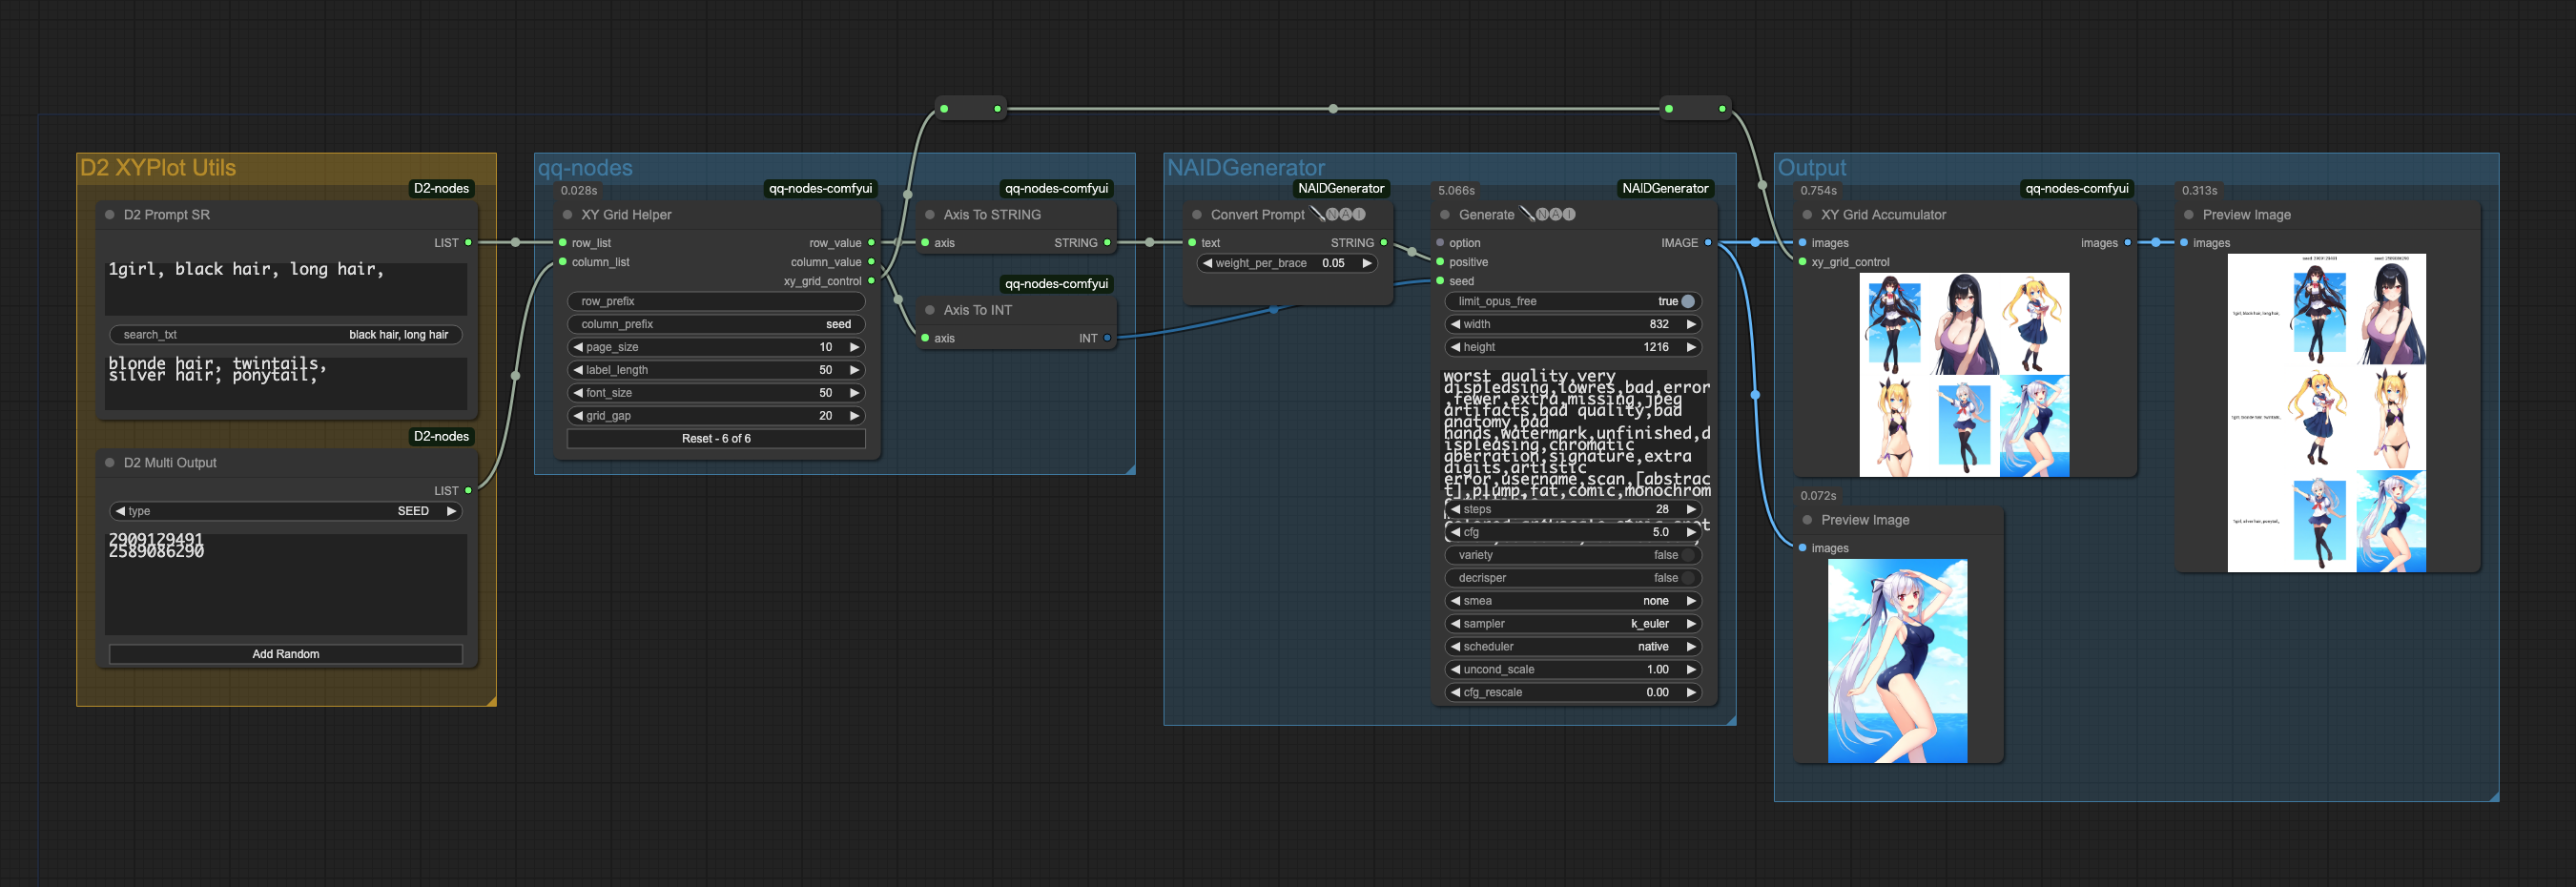 D2 XYPlot Utils
D2-nodes
D2 Prompt SR
LIST
1girl, black hair, long hair,
search_txt black hair, long hair
blonde hair, twintails,
silver hair, ponytail,
D2-nodes
D2 Multi Output
LIST
type SEED
2909129491
2589086290
Add Random
qq-nodes
0.028s
qq-nodes-comfyui
XY Grid Helper
row_list row_value
column_list column_value
xy_grid_control
row_prefix
column_prefix seed
page_size 10
label_length 50
font_size 50
grid_gap 20
Reset - 6 of 6
qq-nodes-comfyui
Axis To STRING
axis STRING
qq-nodes-comfyui
Axis To INT
axis INT
NAIDGenerator
NAIDGenerator
Convert Prompt NAI
text STRING
weight_per_brace 0.05
5.066s
NAIDGenerator
Generate NAI
option IMAGE
positive
seed
limit_opus_free true
width 832
height 1216
worst quality,very
displeasing,lowres,bad,error
,fewer,extra,missing,jpeg
artifacts,bad quality,bad
anatomy,bad
hands,watermark,unfinished,d
ispleasing,chromatic
aberration,signature,extra
digits,artistic
error,username,scan,[abstrac
t],plump,fat,comic,monochrom
steps 28
cfg 5.0
variety false
decrisper false
smea none
sampler k_euler
scheduler native
uncond_scale 1.00
cfg_rescale 0.00
Output
0.754s
qq-nodes-comfyui
XY Grid Accumulator
images images
xy_grid_control
0.072s
Preview Image
images
0.313s
Preview Image
images